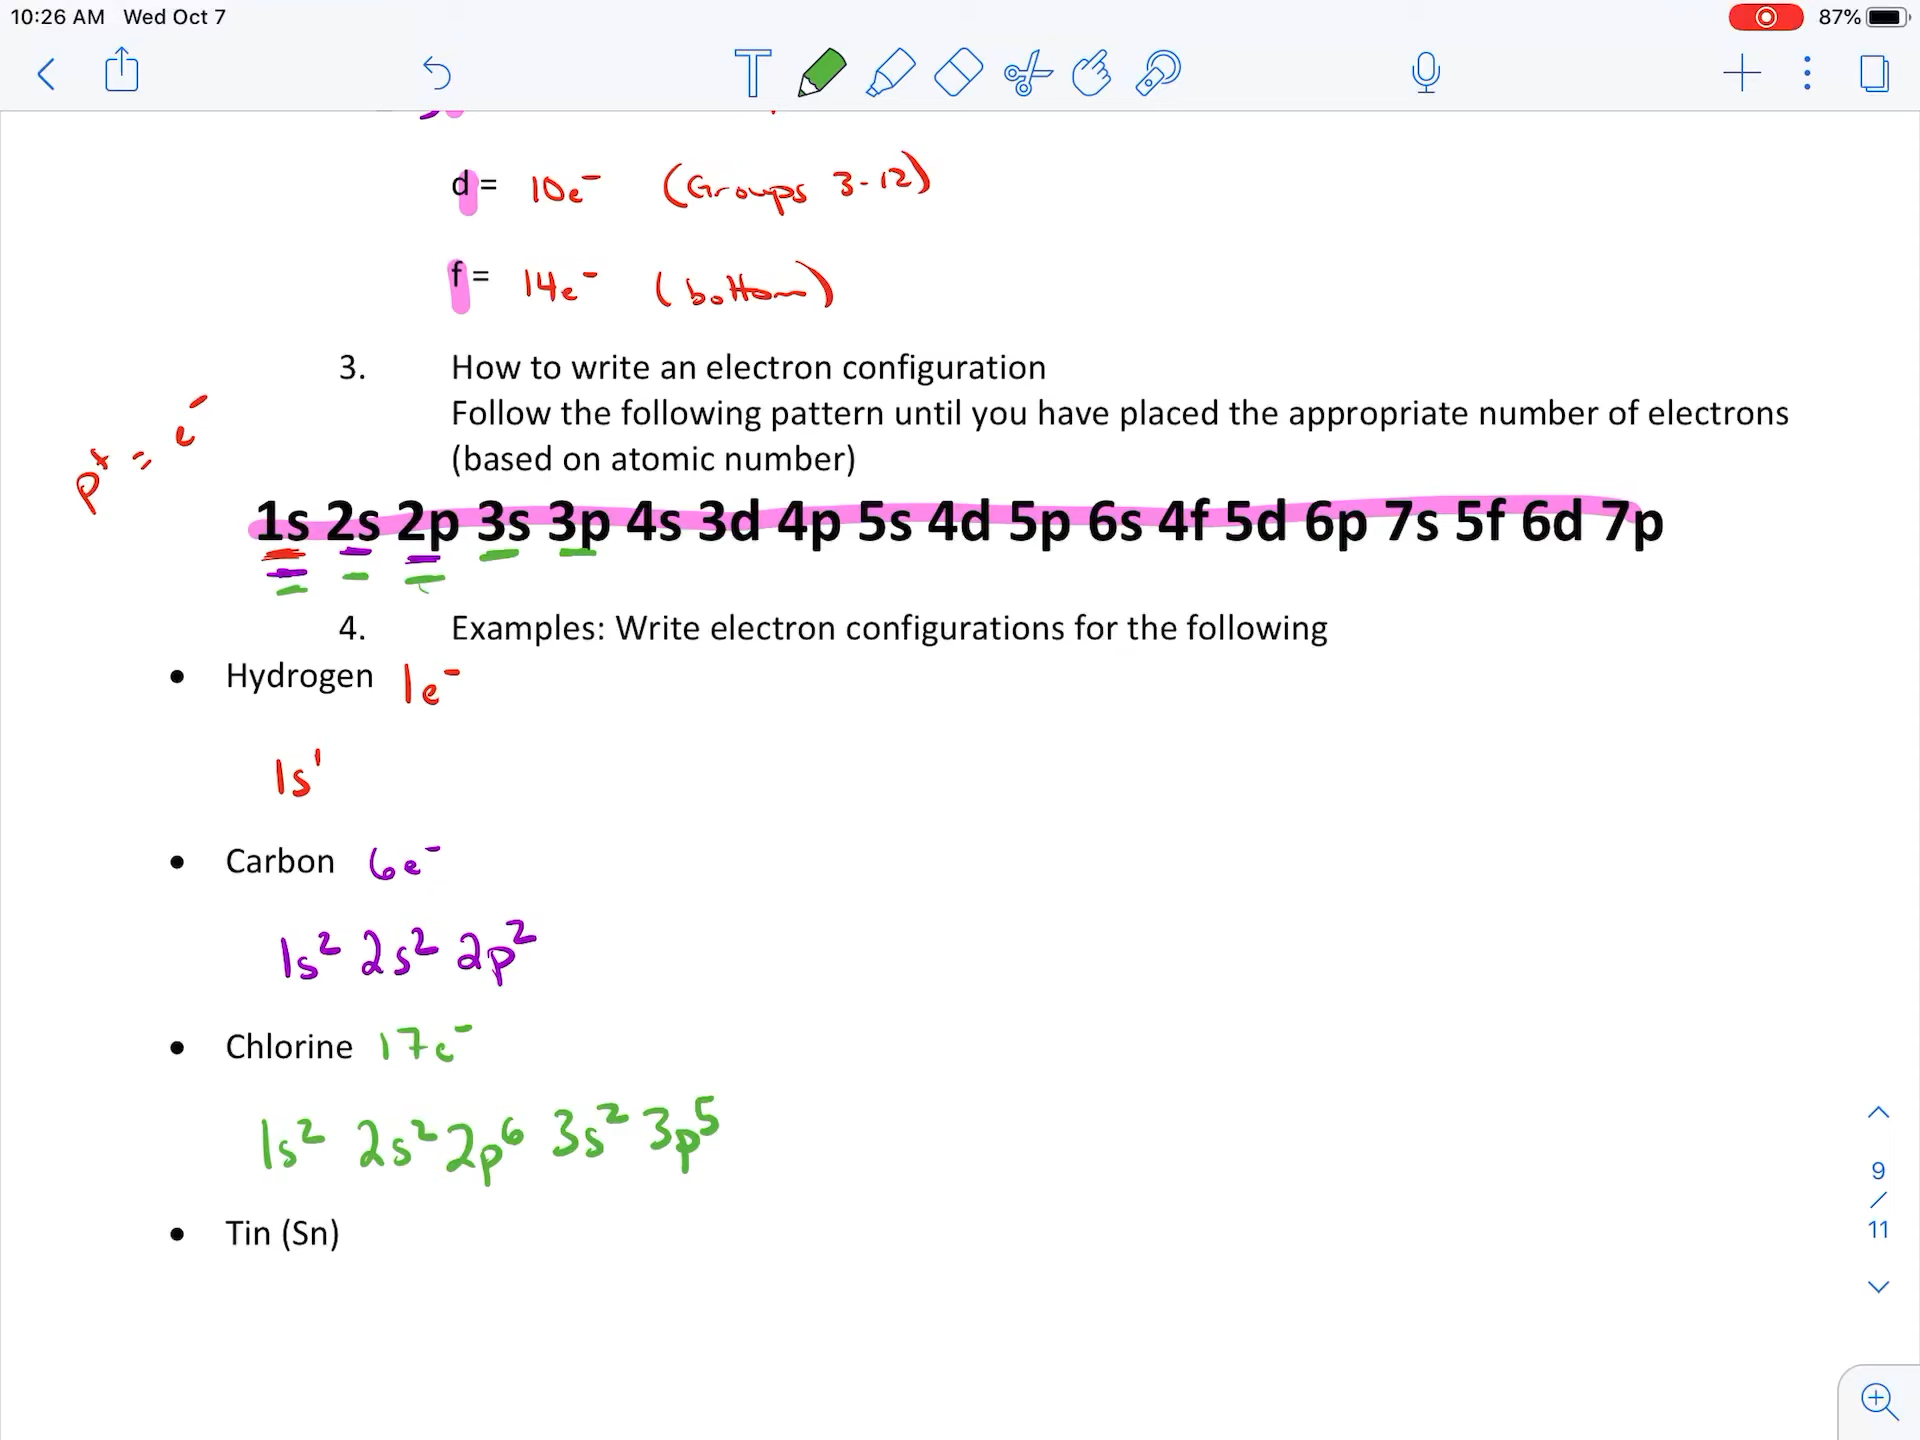 10:26 AM Wed Oct 7
87%
d = 10e⁻ (Groups 3-12)
f = 14e⁻ (bottom)
3. How to write an electron configuration
Follow the following pattern until you have placed the appropriate number of electrons
(based on atomic number)
p⁺ = e⁻
1s 2s 2p 3s 3p 4s 3d 4p 5s 4d 5p 6s 4f 5d 6p 7s 5f 6d 7p
4. Examples: Write electron configurations for the following
• Hydrogen 1e⁻
1s¹
• Carbon 6e⁻
1s² 2s² 2p²
• Chlorine 17e⁻
1s² 2s² 2p⁶ 3s² 3p⁵
• Tin (Sn)
9
/
11